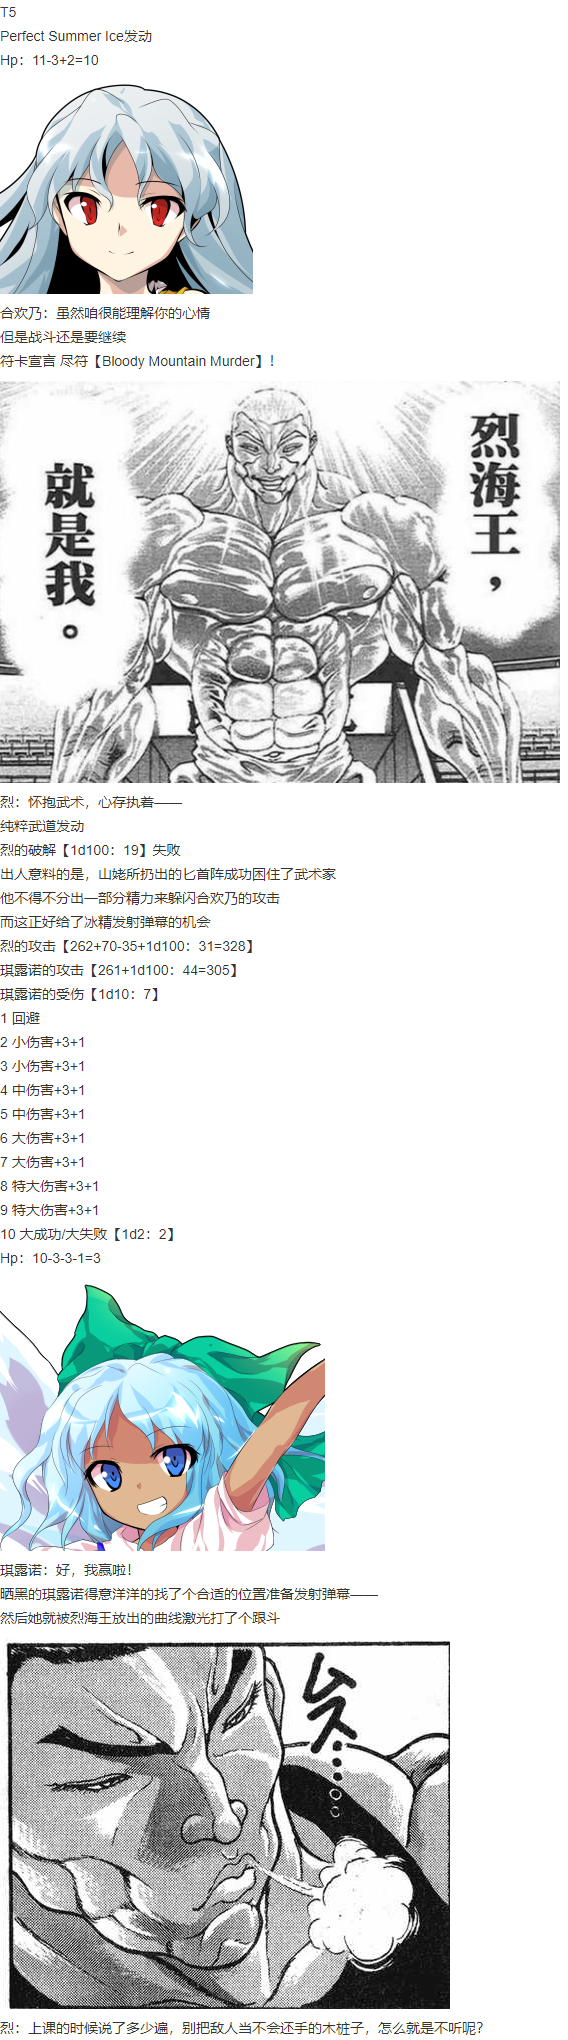 T5
Perfect Summer Ice发动
Hp：11-3+2=10
合欢乃：虽然咱很能理解你的心情
但是战斗还是要继续
符卡宣言 尽符【Bloody Mountain Murder】！
烈海王，
就是我。
烈：怀抱武术，心存执着——
纯粹武道发动
烈的破解【1d100：19】失败
出人意料的是，山姥所扔出的匕首阵成功困住了武术家
他不得不分出一部分精力来躲闪合欢乃的攻击
而这正好给了冰精发射弹幕的机会
烈的攻击【262+70-35+1d100：31=328】
琪露诺的攻击【261+1d100：44=305】
琪露诺的受伤【1d10：7】
1 回避
2 小伤害+3+1
3 小伤害+3+1
4 中伤害+3+1
5 中伤害+3+1
6 大伤害+3+1
7 大伤害+3+1
8 特大伤害+3+1
9 特大伤害+3+1
10 大成功/大失败【1d2：2】
Hp：10-3-3-1=3
琪露诺：好，我赢啦！
晒黑的琪露诺得意洋洋的找了个合适的位置准备发射弹幕——
然后她就被烈海王放出的曲线激光打了个跟斗
烈：上课的时候说了多少遍，别把敌人当不会还手的木桩子，怎么就是不听呢？